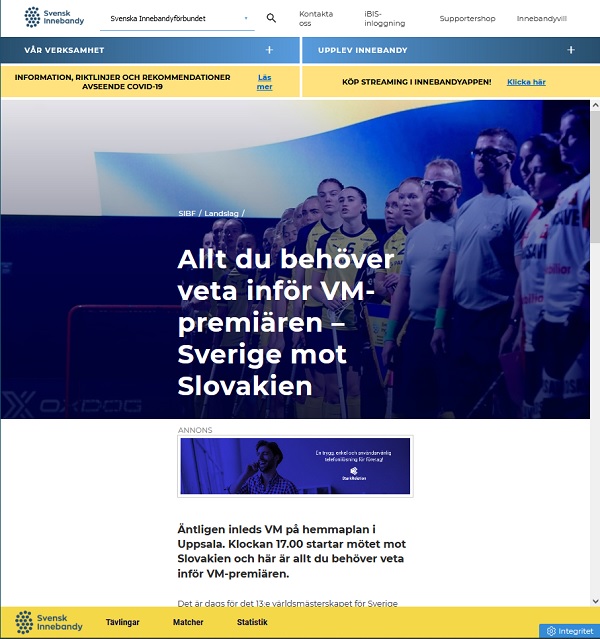 Svensk
Innebandy
Svenska Innebandyförbundet
Kontakta
oss
iBIS-
inloggning
Supportershop
Innebandyvill
VÅR VERKSAMHET +
UPPLEV INNEBANDY +
INFORMATION, RIKTLINJER OCH REKOMMENDATIONER
AVSEENDE COVID-19
Läs
mer
KÖP STREAMING I INNEBANDYAPPEN!
Klicka här
SIBF / Landslag /
Allt du behöver
veta inför VM-
premiären –
Sverige mot
Slovakien
OXDOG
ANNONS
En trygg, enkel och användarvänlig
telefonilösning för företag!
Äntligen inleds VM på hemmaplan i
Uppsala. Klockan 17.00 startar mötet mot
Slovakien och här är allt du behöver veta
inför VM-premiären.
Det är dags för det 13:e världsmästerskapet för Sverige
Svensk
Innebandy
Tävlingar
Matcher
Statistik
Integritet